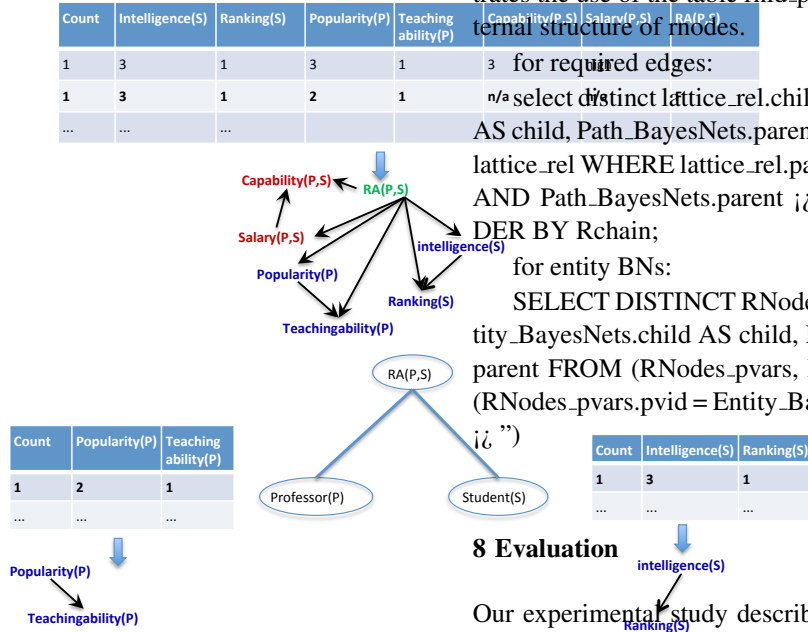 Count Intelligence(S) Ranking(S) Popularity(P) Teaching ability(P) Capability(P,S) Salary(P,S) RA(P,S)
1 3 1 3 1 3 high
1 3 1 2 1 n/a n/a F
... ... ...
Capability(P,S)
RA(P,S)
Salary(P,S)
intelligence(S)
Popularity(P)
Ranking(S)
Teachingability(P)
RA(P,S)
Professor(P)
Student(S)
Count Popularity(P) Teaching ability(P)
1 2 1
... ... ...
Popularity(P)
Teachingability(P)
ternal structure of rnodes.
for required edges:
select distinct lattice_rel.chil
AS child, Path_BayesNets.paren
lattice_rel WHERE lattice_rel.pa
AND Path_BayesNets.parent ¡¿
DER BY Rchain;
for entity BNs:
SELECT DISTINCT RNode
tity_BayesNets.child AS child,
parent FROM (RNodes_pvars,
(RNodes_pvars.pvid = Entity_Ba
¡¿ ”)
Count Intelligence(S) Ranking(S)
1 3 1
... ...
8 Evaluation
intelligence(S)
Ranking(S)
Our experimental study describ